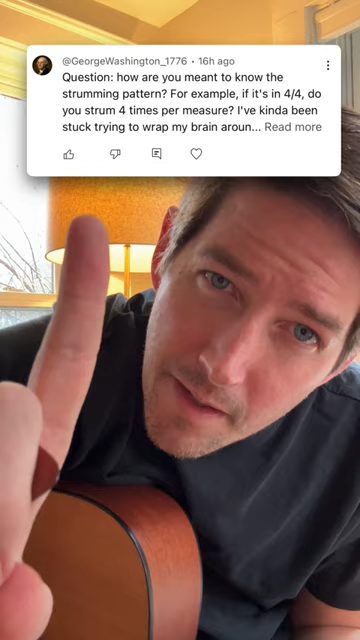 @GeorgeWashington_1776 • 16h ago
Question: how are you meant to know the
strumming pattern? For example, if it's in 4/4, do
you strum 4 times per measure? I've kinda been
stuck trying to wrap my brain aroun... Read more